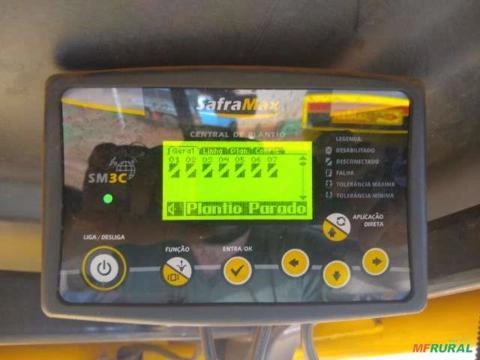 SafraMax
CENTRAL DE PLANTIO
SM3C
Geral Linha Plan. Config
01 02 03 04 05 06 07
Plantio Parado
LEGENDA:
DESABILITADO
DESCONECTADO
FALHA
TOLERÂNCIA MÁXIMA
TOLERÂNCIA MÍNIMA
APLICAÇÃO
DIRETA
LIGA / DESLIGA
FUNÇÃO
ENTRA OK
MFRURAL